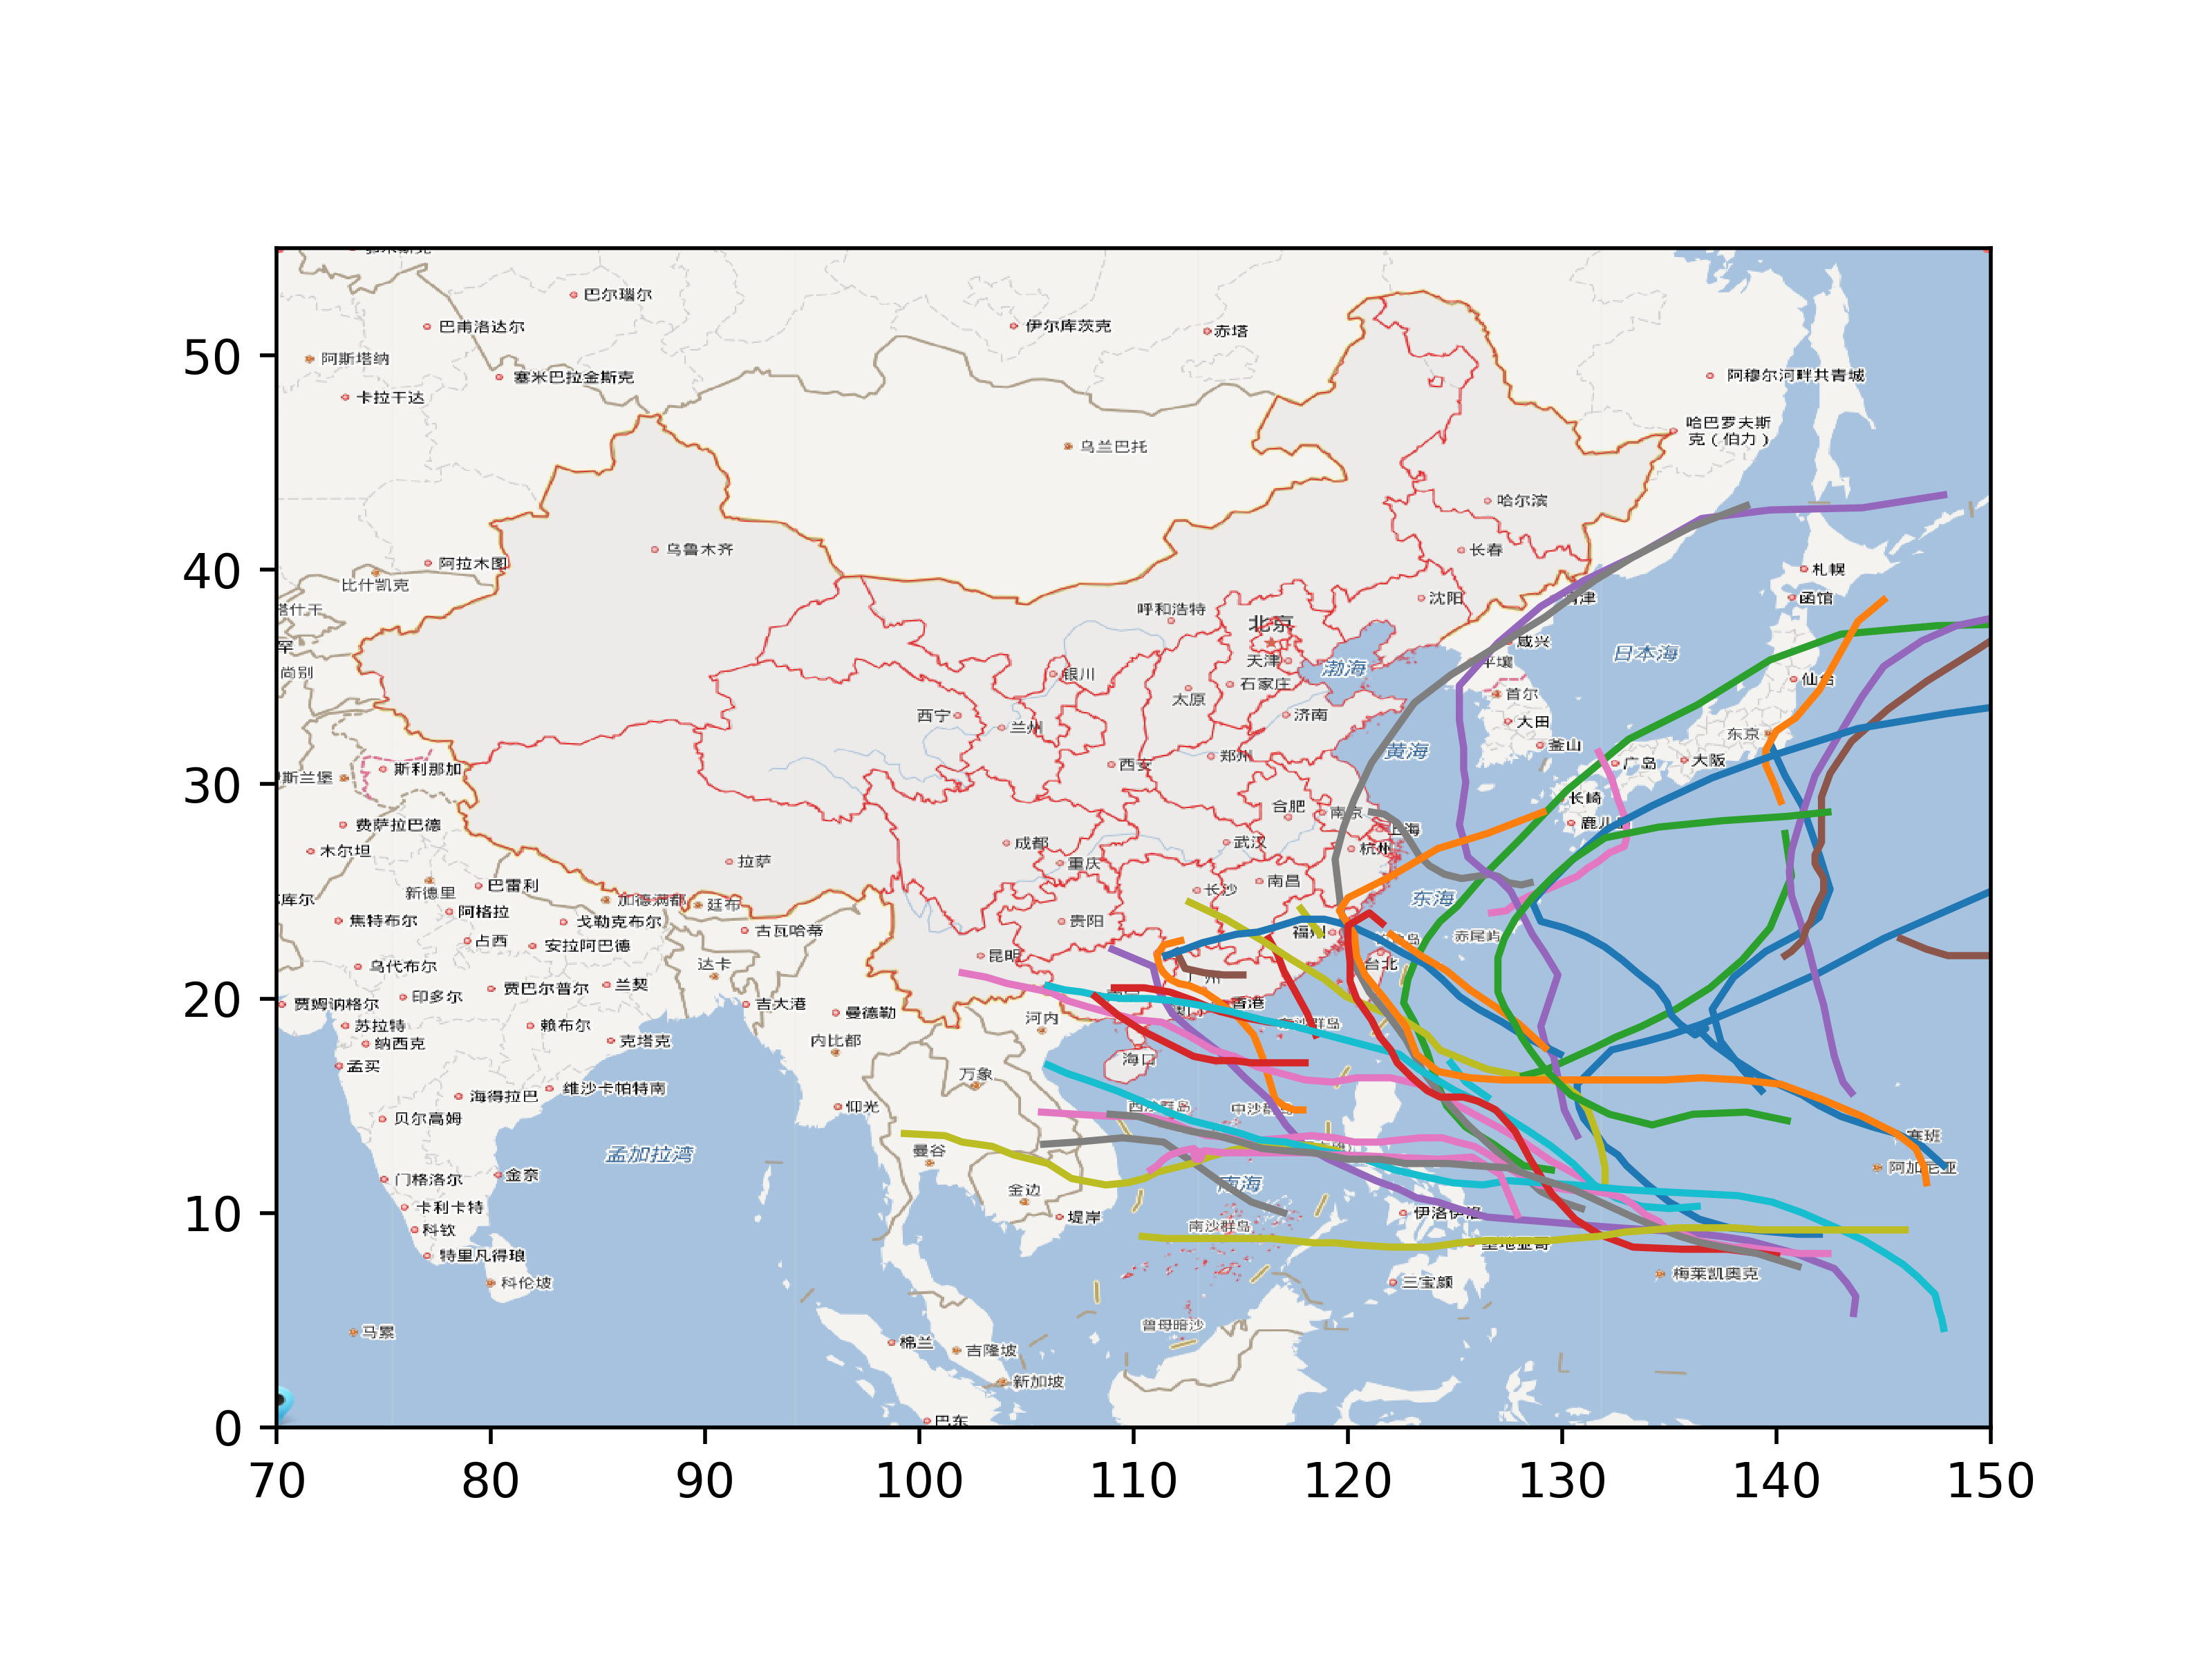 50
40
30
20
10
0
70
80
90
100
110
120
130
140
150
巴尔瑙尔
巴甫洛达尔
伊尔库茨克
赤塔
阿斯塔纳
塞米巴拉金斯克
卡拉干达
阿穆尔河畔共青城
哈巴罗夫斯
克(伯力)
乌兰巴托
哈尔滨
乌鲁木齐
长春
阿拉木图
比什凯克
塔什干
呼和浩特
沈阳
清津
札幌
函馆
北京
咸兴
日本海
平壤
天津
渤海
尚别
银川
石家庄
太原
首尔
仙台
西宁
兰州
济南
大田
东京
釜山
黄海
郑州
西安
广岛
大阪
斯利那加
斯兰堡
长崎
合肥
南京
费萨拉巴德
上海
木尔坦
成都
武汉
杭州
重庆
拉萨
新德里
巴雷利
长沙
南昌
库尔
加德满都
廷布
东海
阿格拉
焦特布尔
戈勒克布尔
贵阳
占西
安拉阿巴德
古瓦哈蒂
福州
赤尾屿
昆明
乌代布尔
达卡
台北
印多尔
贾巴尔普尔
兰契
广州
贾姆讷格尔
吉大港
曼德勒
香港
苏拉特
赖布尔
河内
东沙群岛
纳西克
克塔克
内比都
孟买
海口
万象
海得拉巴
维沙卡帕特南
仰光
西沙群岛
中沙群岛
贝尔高姆
塞班
孟加拉湾
曼谷
门格洛尔
金奈
阿加尼亚
南海
卡利卡特
金边
堤岸
伊洛伊洛
科钦
南沙群岛
特里凡得琅
圣地亚哥
科伦坡
三宝颜
梅莱凯奥克
马累
曾母暗沙
棉兰
吉隆坡
新加坡
巴东